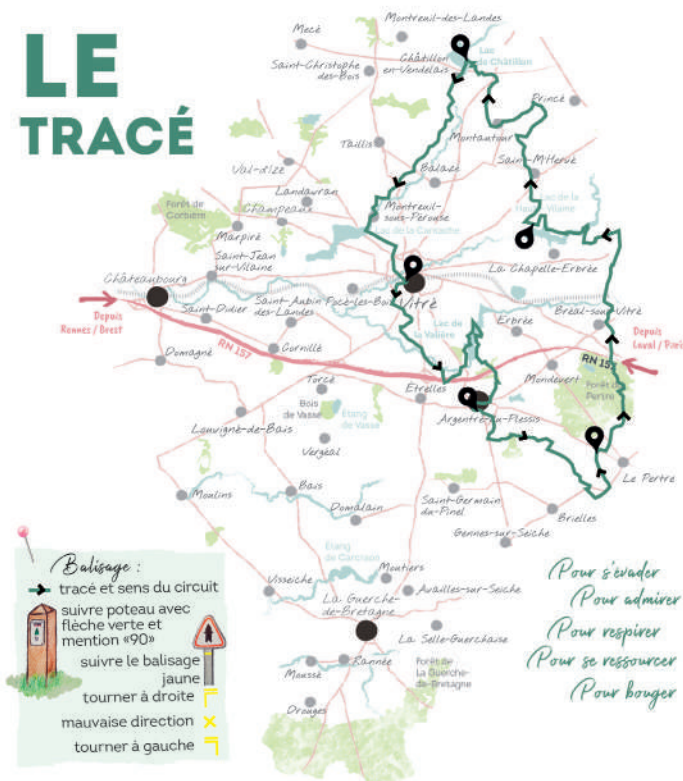 LE
TRACÉ
Mecé
Montreuil-des-Landes
Saint-Christophe
des-Bois
Châtillon
en-Vendelais
Lac
de Châtillon
Princé
Montautour
Taillis
Balazé
Saint-M'Hervé
Val-d'Izé
Landavran
Champeaux
Forêt de
Corbière
Marpiré
Montreuil
-sous-Pérouse
Lac de la Cantache
Lac de la
Haute Vilaine
La Chapelle-Erbrée
Saint-Jean
sur-Vilaine
Châteaubourg
Saint-Aubin
des-Landes
Pocé-les-Bois
Vitré
Depuis
Rennes / Brest
Saint-Didier
Cornillé
Lac de
la Valière
Erbrée
Bréal-sous-Vitré
Depuis
Laval / Paris
RN 157
RN 157
Domagné
Torcé
Etrelles
Mondevert
Forêt du
Pertre
Bois
de Vassé
Étang
de Vassé
Argentré-du-Plessis
Louvigné-de-Bais
Vergéal
Le Pertre
Moulins
Bais
Domalain
Saint-Germain
du-Pinel
Brielles
Gennes-sur-Seiche
Étang
de Carcraon
Visseiche
Moutiers
Availles-sur-Seiche
La Guerche-
de-Bretagne
La Selle-Guerchaise
Moussé
Rannée
Forêt de
La Guerche-
de-Bretagne
Drouges
Balisage :
tracé et sens du circuit
suivre poteau avec
flèche verte et
mention «90»
suivre le balisage
jaune
tourner à droite
mauvaise direction
tourner à gauche
Pour s'évader
Pour admirer
Pour respirer
Pour se ressourcer
Pour bouger